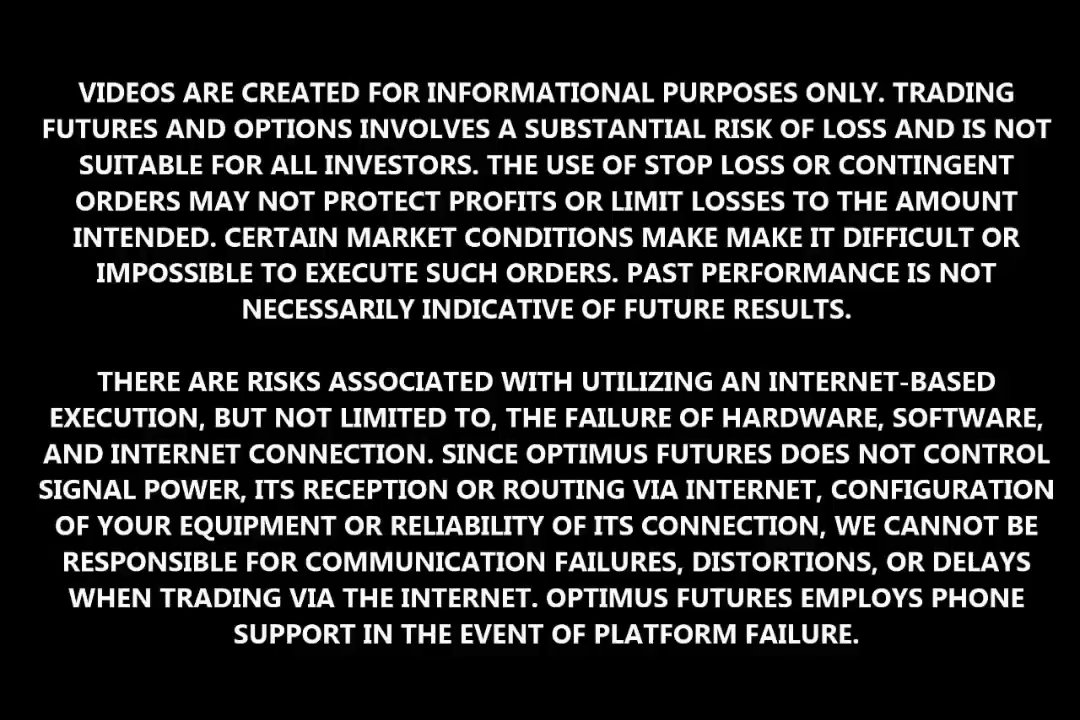 VIDEOS ARE CREATED FOR INFORMATIONAL PURPOSES ONLY. TRADING
FUTURES AND OPTIONS INVOLVES A SUBSTANTIAL RISK OF LOSS AND IS NOT
SUITABLE FOR ALL INVESTORS. THE USE OF STOP LOSS OR CONTINGENT
ORDERS MAY NOT PROTECT PROFITS OR LIMIT LOSSES TO THE AMOUNT
INTENDED. CERTAIN MARKET CONDITIONS MAKE MAKE IT DIFFICULT OR
IMPOSSIBLE TO EXECUTE SUCH ORDERS. PAST PERFORMANCE IS NOT
NECESSARILY INDICATIVE OF FUTURE RESULTS.
THERE ARE RISKS ASSOCIATED WITH UTILIZING AN INTERNET-BASED
EXECUTION, BUT NOT LIMITED TO, THE FAILURE OF HARDWARE, SOFTWARE,
AND INTERNET CONNECTION. SINCE OPTIMUS FUTURES DOES NOT CONTROL
SIGNAL POWER, ITS RECEPTION OR ROUTING VIA INTERNET, CONFIGURATION
OF YOUR EQUIPMENT OR RELIABILITY OF ITS CONNECTION, WE CANNOT BE
RESPONSIBLE FOR COMMUNICATION FAILURES, DISTORTIONS, OR DELAYS
WHEN TRADING VIA THE INTERNET. OPTIMUS FUTURES EMPLOYS PHONE
SUPPORT IN THE EVENT OF PLATFORM FAILURE.